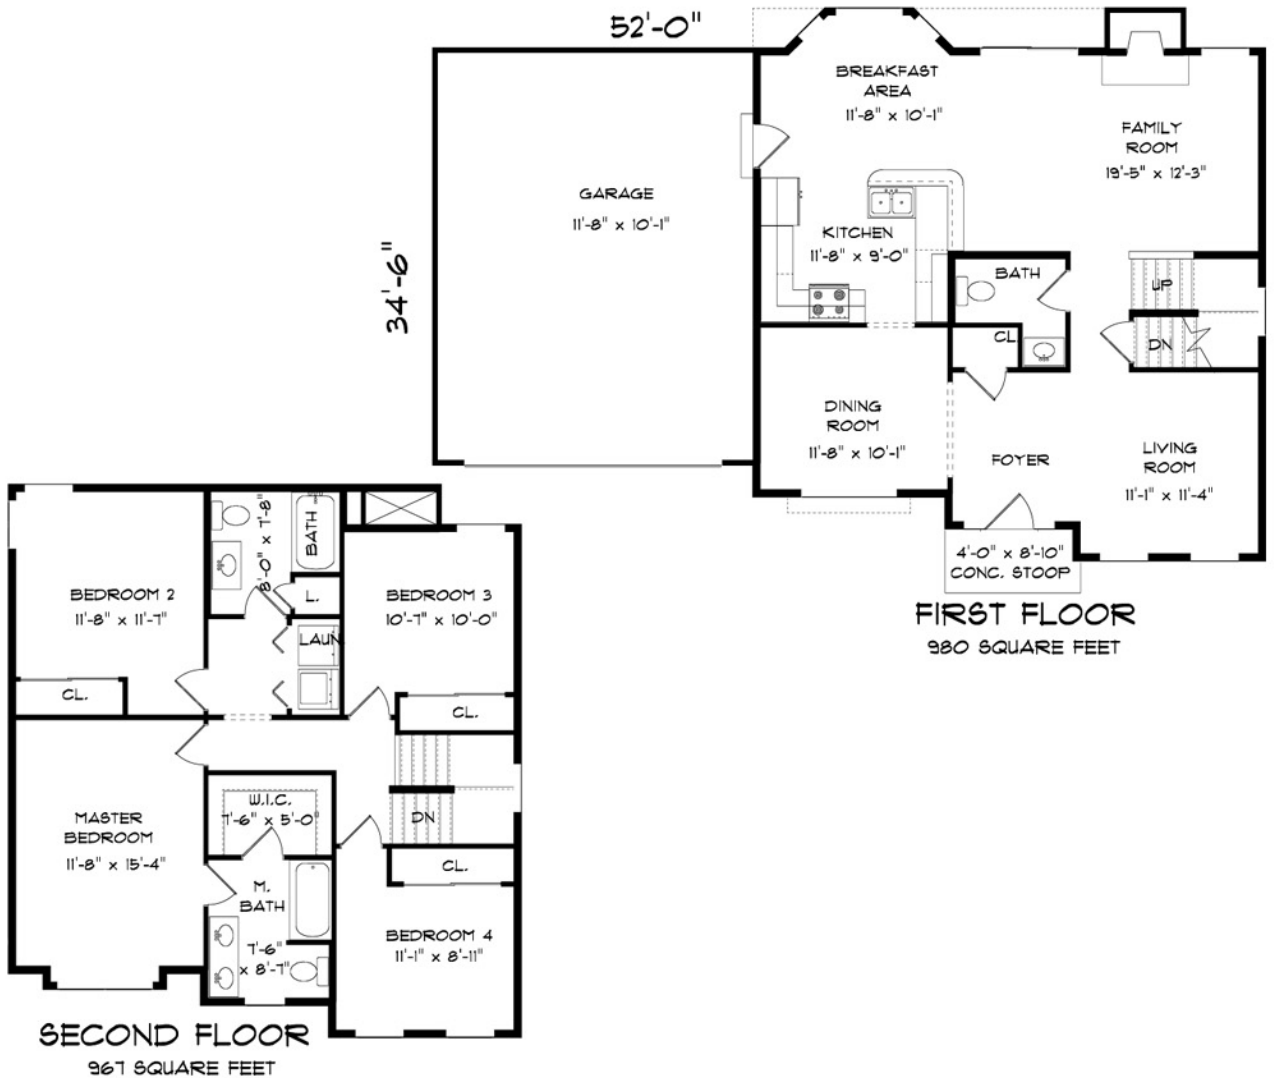 52'-0"
34'-6"
BREAKFAST
AREA
11'-8" x 10'-1"
FAMILY
ROOM
19'-5" x 12'-3"
GARAGE
11'-8" x 10'-1"
KITCHEN
11'-8" x 9'-0"
BATH
UP
CL.
DN
DINING
ROOM
11'-8" x 10'-1"
FOYER
LIVING
ROOM
11'-1" x 11'-4"
4'-0" x 8'-10"
CONC. STOOP
FIRST FLOOR
980 SQUARE FEET
BEDROOM 2
11'-8" x 11'-7"
8'-0" x 7'-8"
BATH
L.
BEDROOM 3
10'-7" x 10'-0"
LAUN
CL.
CL.
W.I.C.
7'-6" x 5'-0"
DN
MASTER
BEDROOM
11'-8" x 15'-4"
CL.
M.
BATH
7'-6"
x 8'-7"
BEDROOM 4
11'-1" x 8'-11"
SECOND FLOOR
967 SQUARE FEET